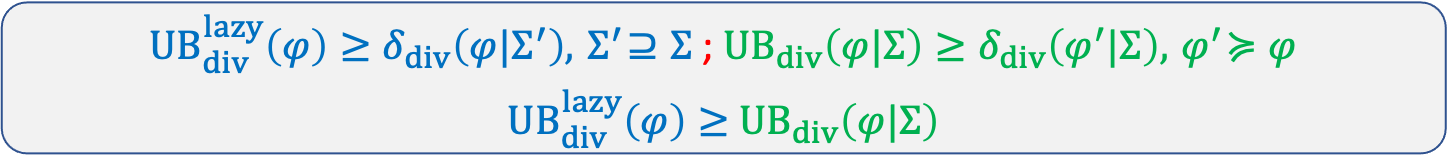 UB_div^lazy(φ) ≥ δ_div(φ|Σ′), Σ′ ⊇ Σ ; UB_div(φ|Σ) ≥ δ_div(φ′|Σ), φ′ ≽ φ
UB_div^lazy(φ) ≥ UB_div(φ|Σ)